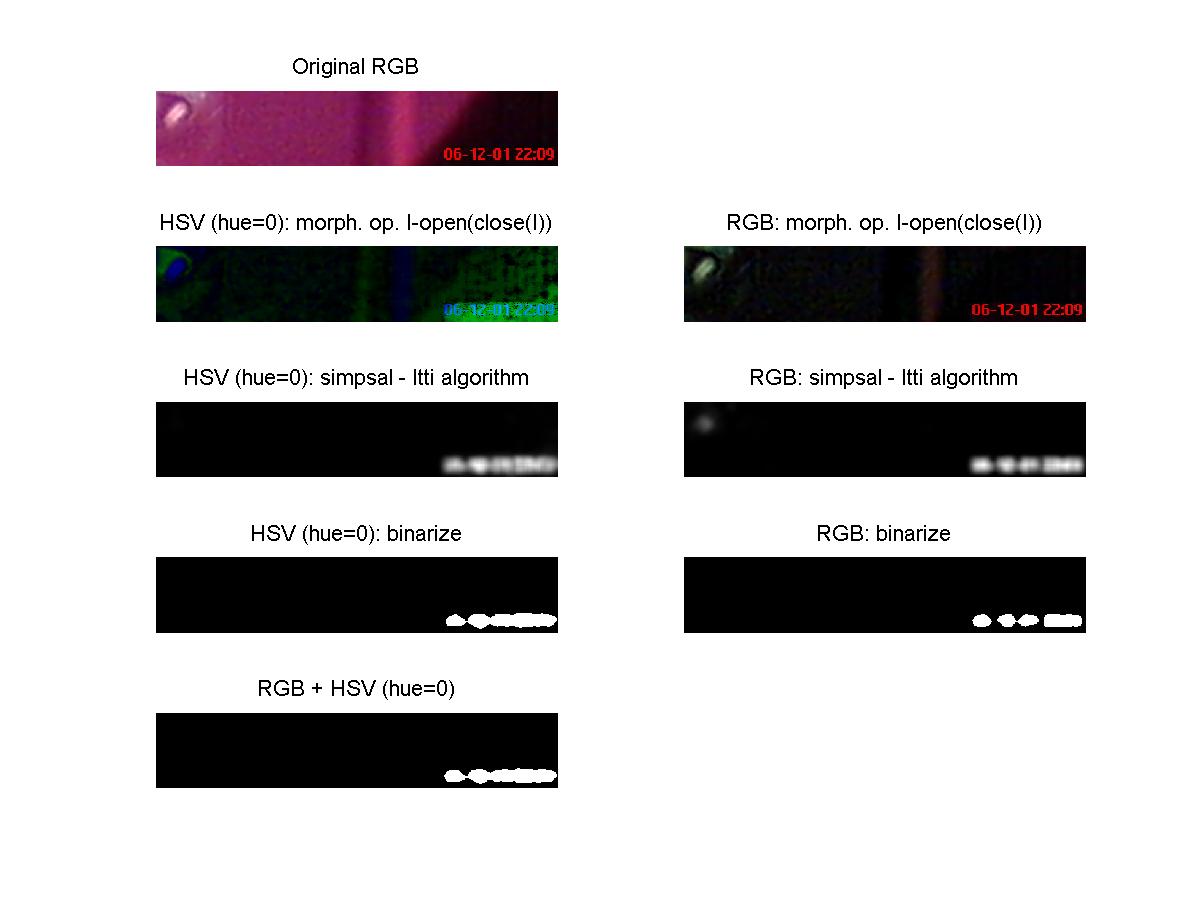 Original RGB
06-12-01 22:09
HSV (hue=0): morph. op. I-open(close(I))
RGB: morph. op. I-open(close(I))
06-12-01 22:09
06-12-01 22:09
HSV (hue=0): simpsal - Itti algorithm
RGB: simpsal - Itti algorithm
HSV (hue=0): binarize
RGB: binarize
RGB + HSV (hue=0)